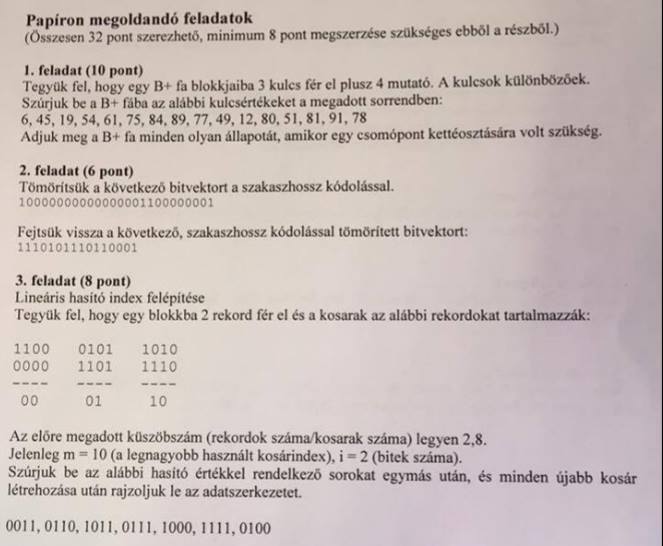 Papíron megoldandó feladatok
(Összesen 32 pont szerezhető, minimum 8 pont megszerzése szükséges ebből a részből.)
1. feladat (10 pont)
Tegyük fel, hogy egy B+ fa blokkjaiba 3 kulcs fér el plusz 4 mutató. A kulcsok különbözőek.
Szúrjuk be a B+ fába az alábbi kulcsértékeket a megadott sorrendben:
6, 45, 19, 54, 61, 75, 84, 89, 77, 49, 12, 80, 51, 81, 91, 78
Adjuk meg a B+ fa minden olyan állapotát, amikor egy csomópont kettéosztására volt szükség.
2. feladat (6 pont)
Tömörítsük a következő bitvektort a szakaszhossz kódolással.
10000000000000001100000001
Fejtsük vissza a következő, szakaszhossz kódolással tömörített bitvektort:
1110101110110001
3. feladat (8 pont)
Lineáris hasító index felépítése
Tegyük fel, hogy egy blokkba 2 rekord fér el és a kosarak az alábbi rekordokat tartalmazzák:
1100 0101 1010
0000 1101 1110
---- ---- ----
00 01 10
Az előre megadott küszöbszám (rekordok száma/kosarak száma) legyen 2,8.
Jelenleg m = 10 (a legnagyobb használt kosárindex), i = 2 (bitek száma).
Szúrjuk be az alábbi hasító értékkel rendelkező sorokat egymás után, és minden újabb kosár
létrehozása után rajzoljuk le az adatszerkezetet.
0011, 0110, 1011, 0111, 1000, 1111, 0100